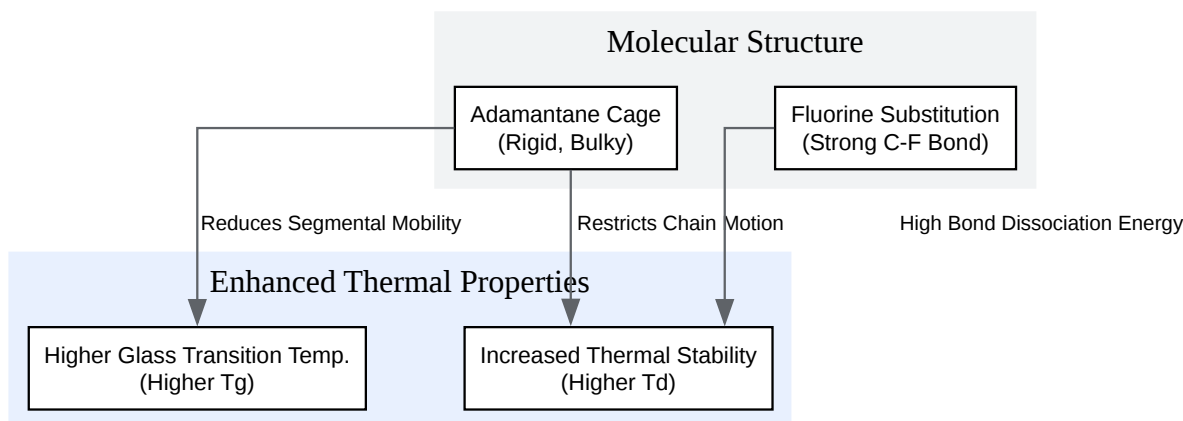 Molecular Structure
Adamantane Cage
(Rigid, Bulky)
Fluorine Substitution
(Strong C-F Bond)
Reduces Segmental Mobility
Restricts Chain Motion
High Bond Dissociation Energy
Enhanced Thermal Properties
Higher Glass Transition Temp.
(Higher Tg)
Increased Thermal Stability
(Higher Td)